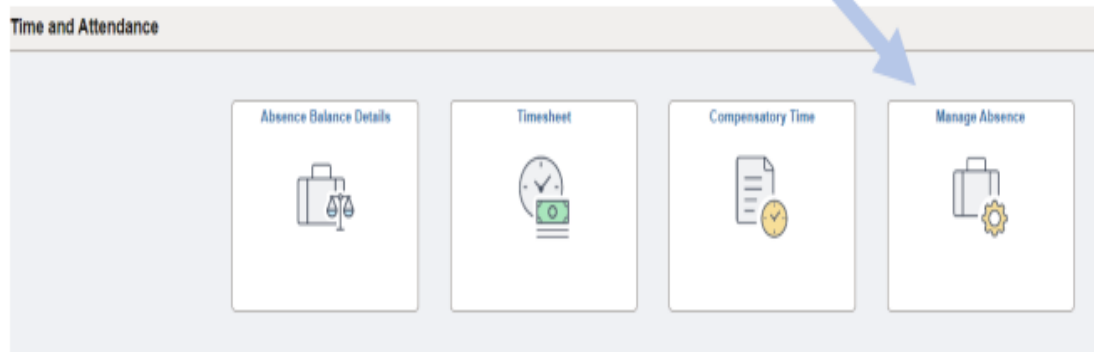 Time and Attendance
Absence Balance Details
Timesheet
Compensatory Time
Manage Absence